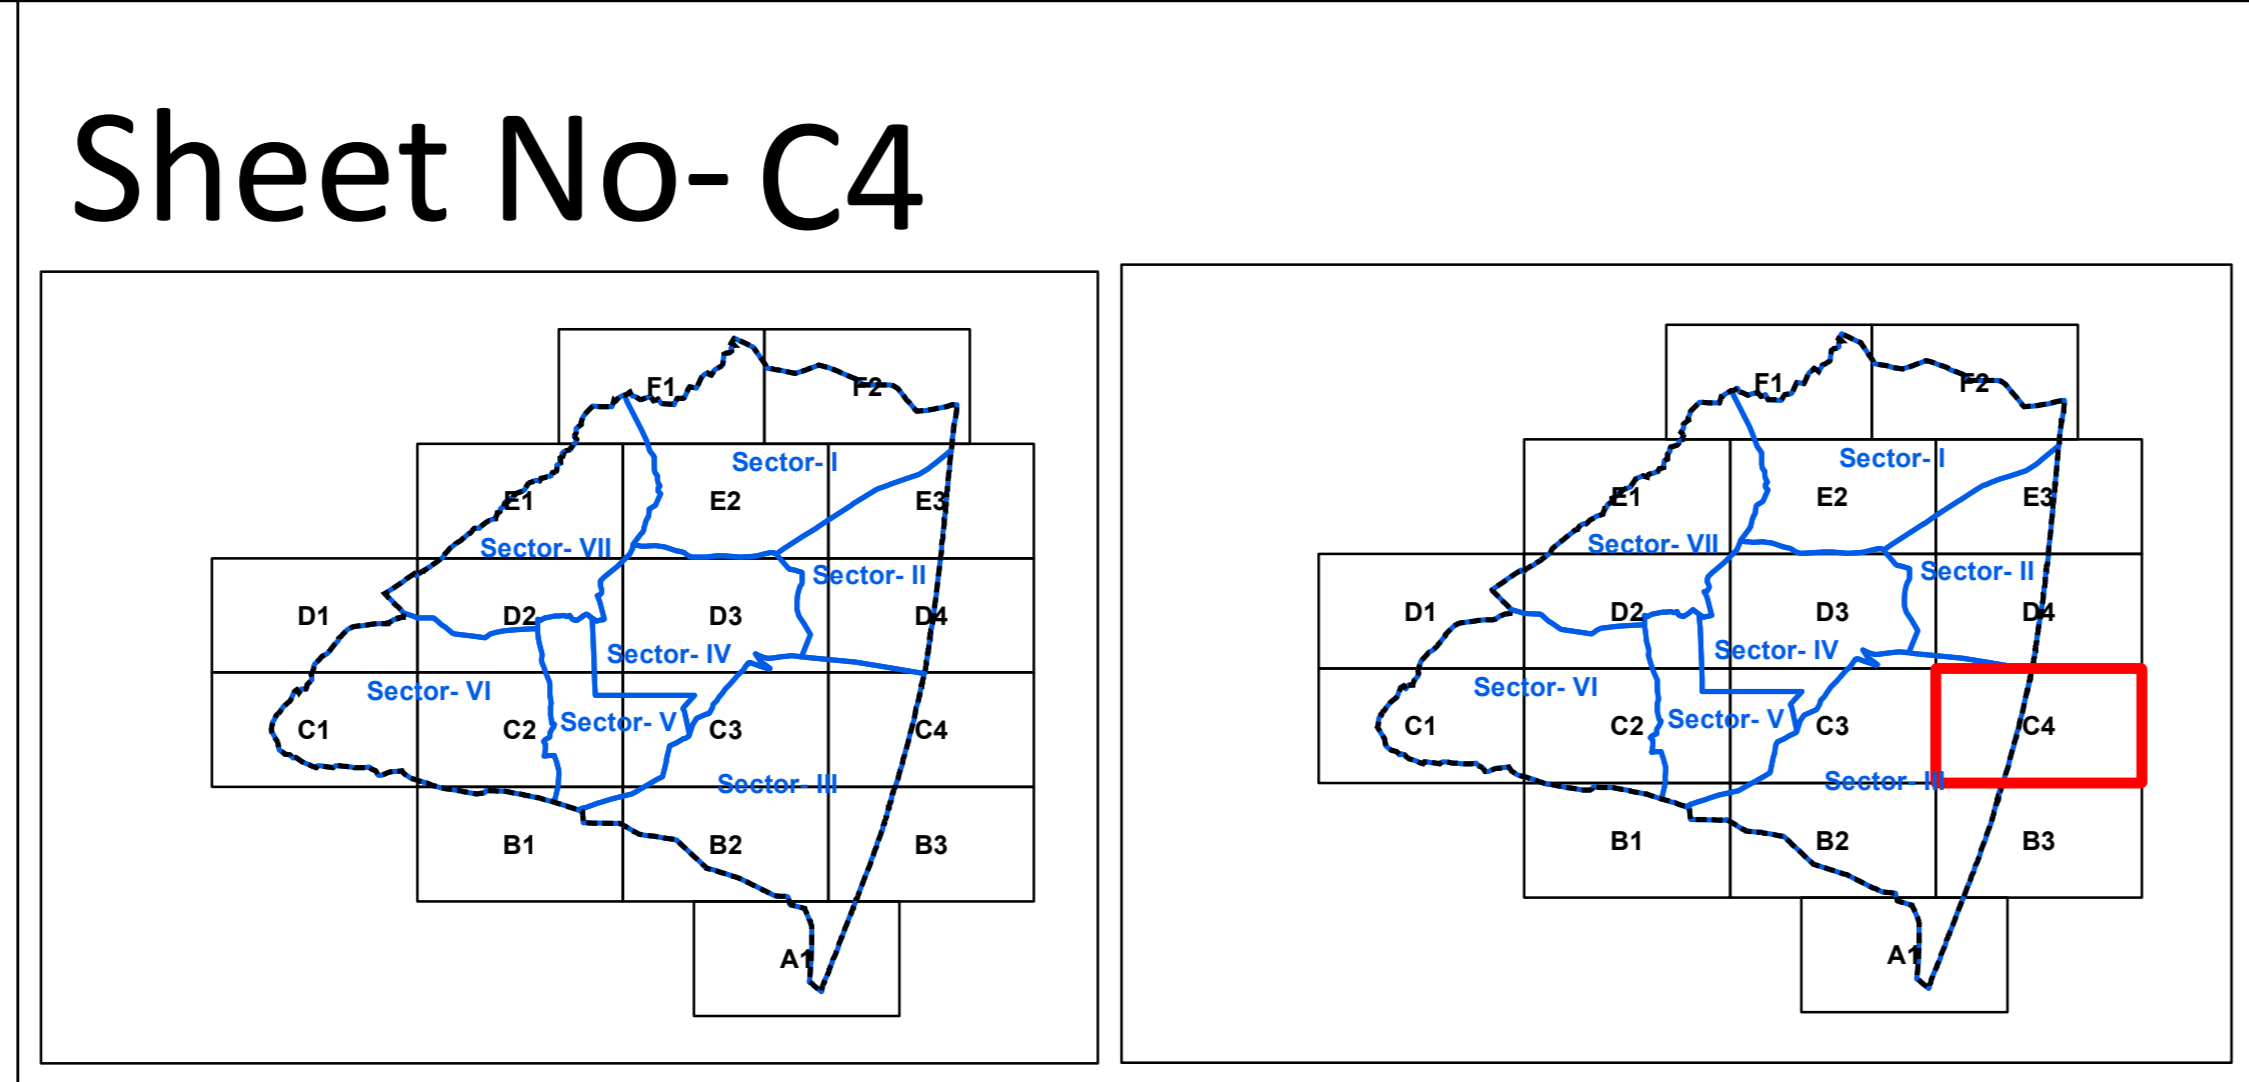 Sheet No- C4
F1
F2
Sector- I
E1
E2
E3
Sector- VII
Sector- II
D1
D2
D3
D4
Sector- IV
Sector- VI
Sector- V
C1
C2
C3
C4
Sector- III
B1
B2
B3
A1
F1
F2
Sector- I
E1
E2
E3
Sector- VII
Sector- II
D1
D2
D3
D4
Sector- IV
Sector- VI
Sector- V
C1
C2
C3
C4
Sector- III
B1
B2
B3
A1